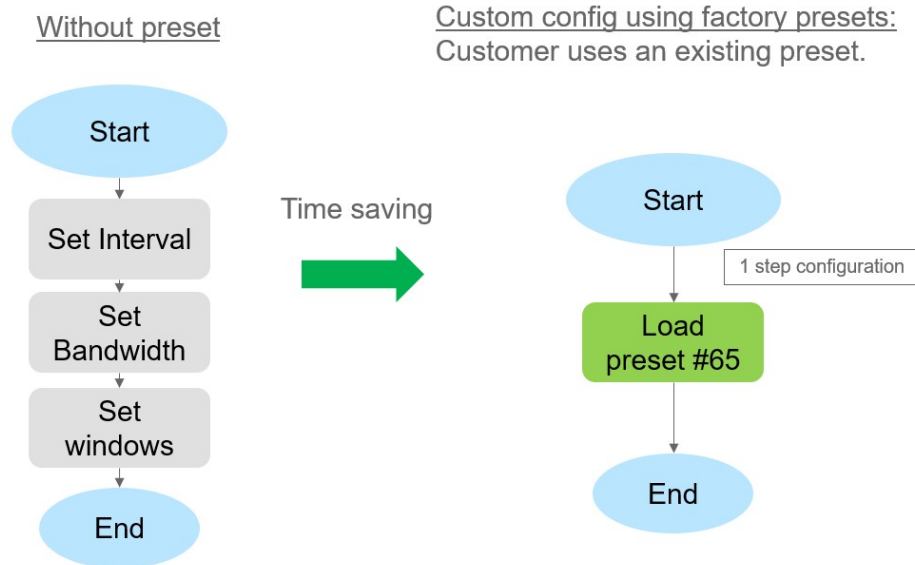 Without preset
Start
Set Interval
Set
Bandwidth
Set
windows
End
Time saving
Custom config using factory presets:
Customer uses an existing preset.
Start
1 step configuration
Load
preset #65
End